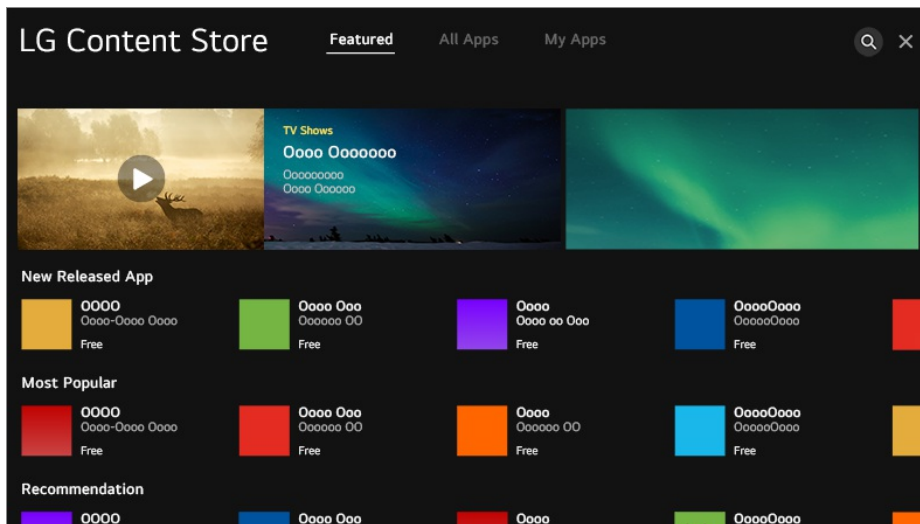 LG Content Store
Featured
All Apps
My Apps
TV Shows
Oooo Ooooooo
Ooooooooo
Oooo Oooooo
New Released App
OOOO
Oooo-Oooo Oooo
Free
Oooo Ooo
Oooooo OO
Free
Oooo
Oooo oo Ooo
Free
OoooOooo
OooooOooo
Free
Most Popular
OOOO
Oooo-Oooo Oooo
Free
Oooo Ooo
Oooooo OO
Free
Oooo
Oooooo OO
Free
OoooOooo
OooooOooo
Free
Recommendation
OOOO
Oooo Ooo
Oooo
OoooOooo